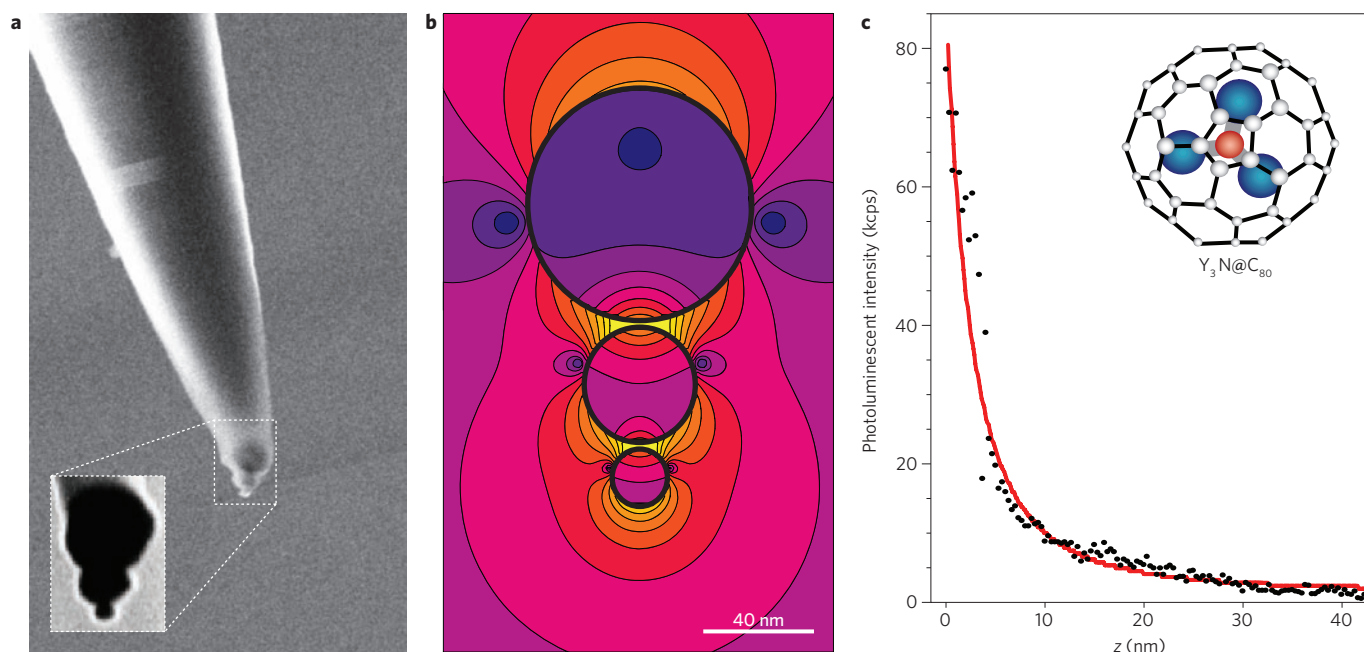 a
b
40 nm
c
Photoluminescent intensity (kcps)
80
60
40
20
0
0
10
20
30
40
z (nm)
Y₃N@C₈₀